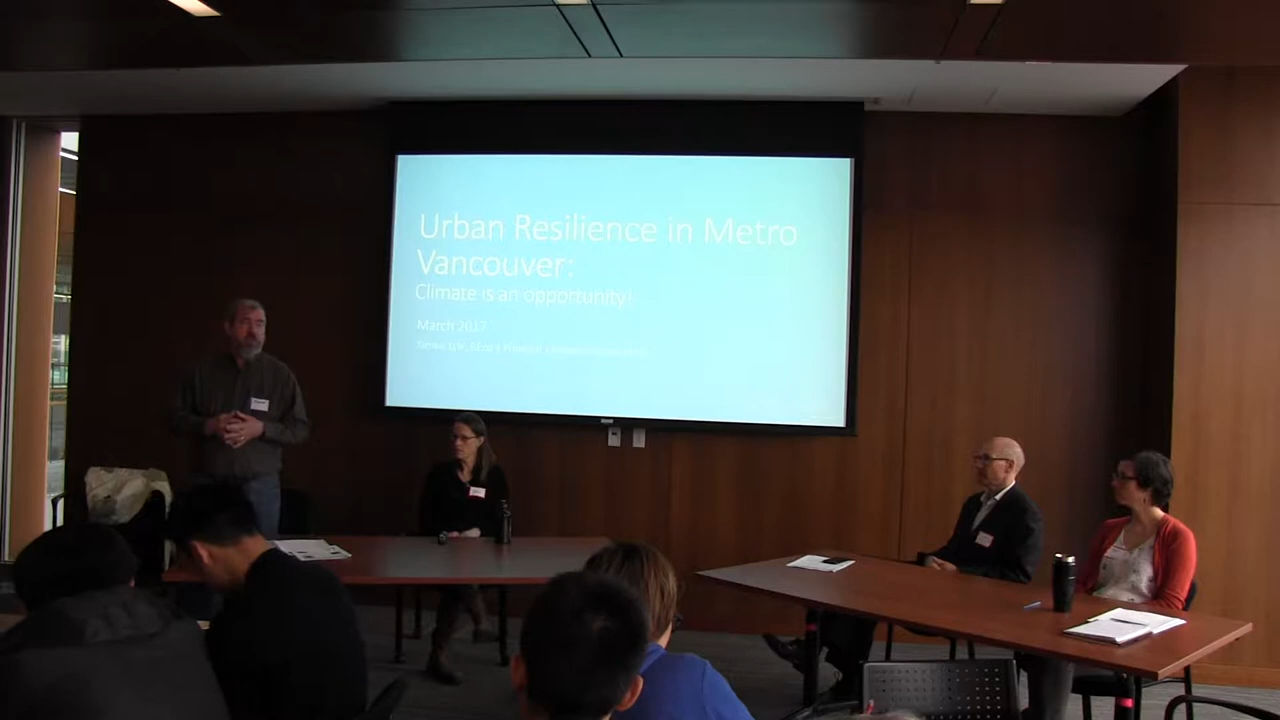 Urban Resilience in Metro
Vancouver:
Climate is an opportunity!
March 2017